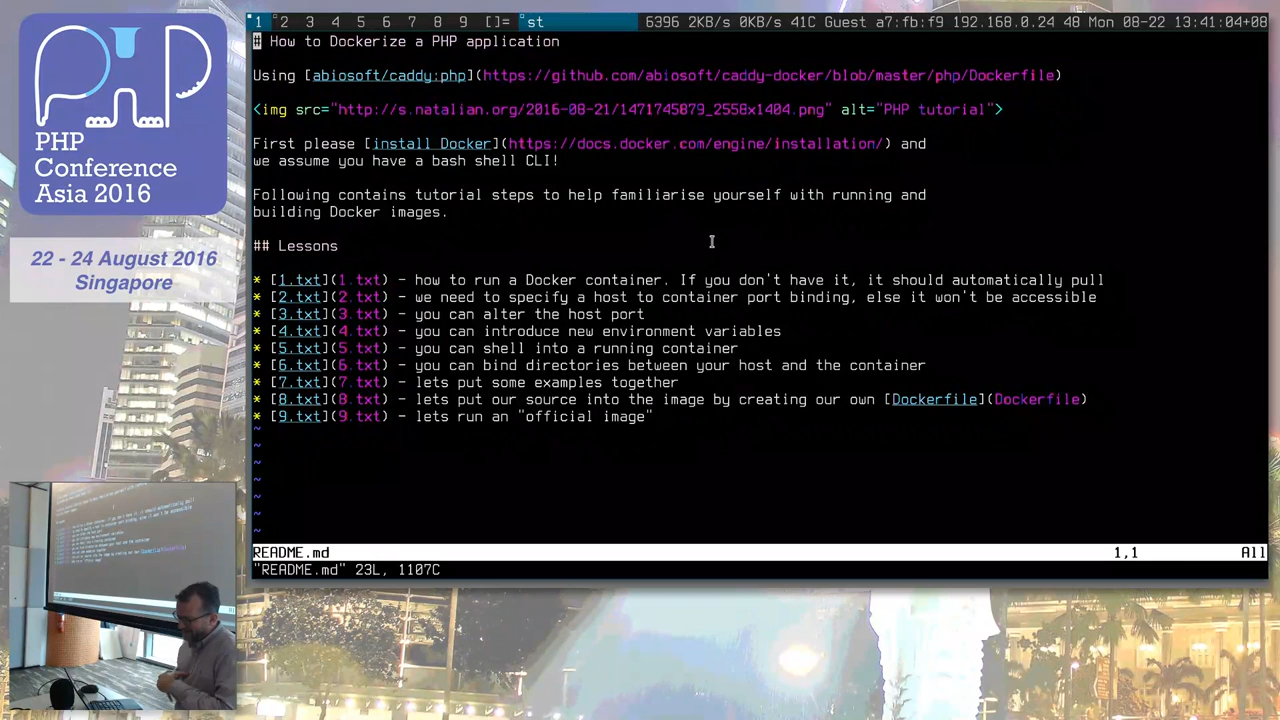 PHP
Conference
Asia 2016
22 - 24 August 2016
Singapore
1 2 3 4 5 6 7 8 9 []= st 6396 2KB/s 0KB/s 41C Guest a7:fb:f9 192.168.0.24 48 Mon 08-22 13:41:04+08
# How to Dockerize a PHP application
Using [abiosoft/caddy:php](https://github.com/abiosoft/caddy-docker/blob/master/php/Dockerfile)
<img src="http://s.natalian.org/2016-08-21/1471745879_2558x1404.png" alt="PHP tutorial">
First please [install Docker](https://docs.docker.com/engine/installation/) and
we assume you have a bash shell CLI!
Following contains tutorial steps to help familiarise yourself with running and
building Docker images.
## Lessons
* [1.txt](1.txt) - how to run a Docker container. If you don't have it, it should automatically pull
* [2.txt](2.txt) - we need to specify a host to container port binding, else it won't be accessible
* [3.txt](3.txt) - you can alter the host port
* [4.txt](4.txt) - you can introduce new environment variables
* [5.txt](5.txt) - you can shell into a running container
* [6.txt](6.txt) - you can bind directories between your host and the container
* [7.txt](7.txt) - lets put some examples together
* [8.txt](8.txt) - lets put our source into the image by creating our own [Dockerfile](Dockerfile)
* [9.txt](9.txt) - lets run an "official image"
~
~
~
~
~
~
~
README.md 1,1 All
"README.md" 23L, 1107C